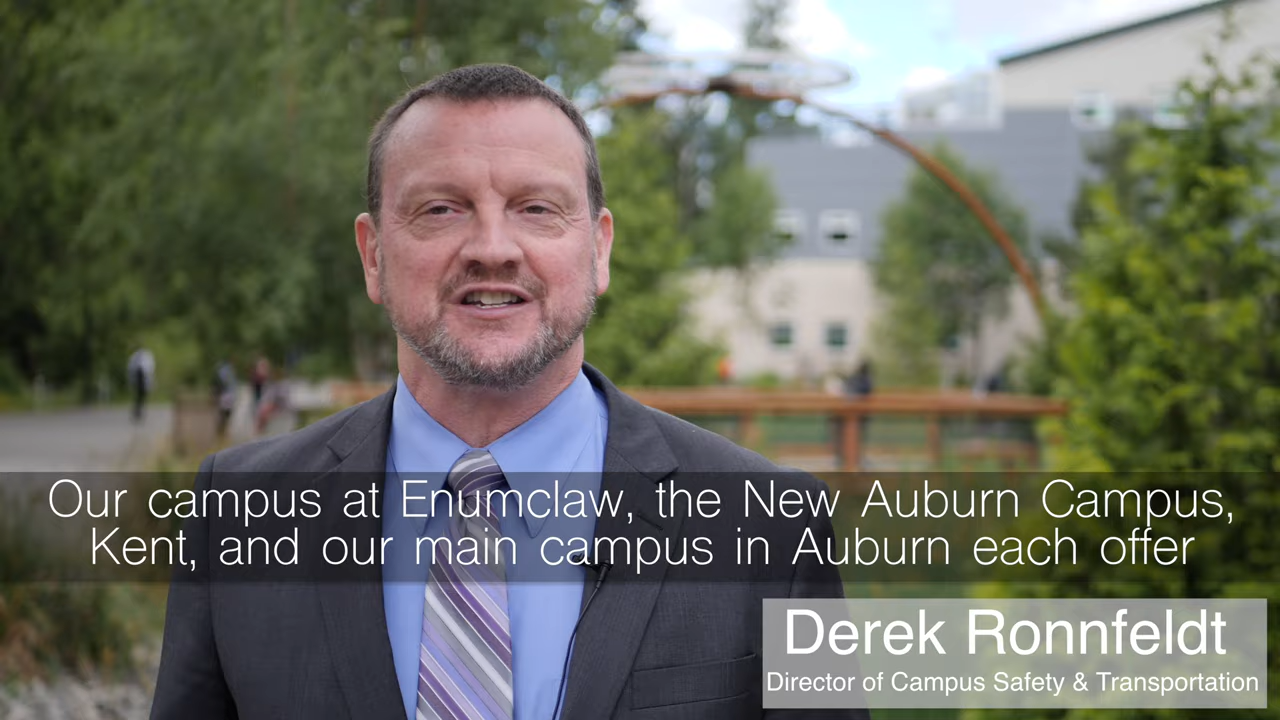 Our campus at Enumclaw, the New Auburn Campus,
Kent, and our main campus in Auburn each offer
Derek Ronnfeldt
Director of Campus Safety & Transportation